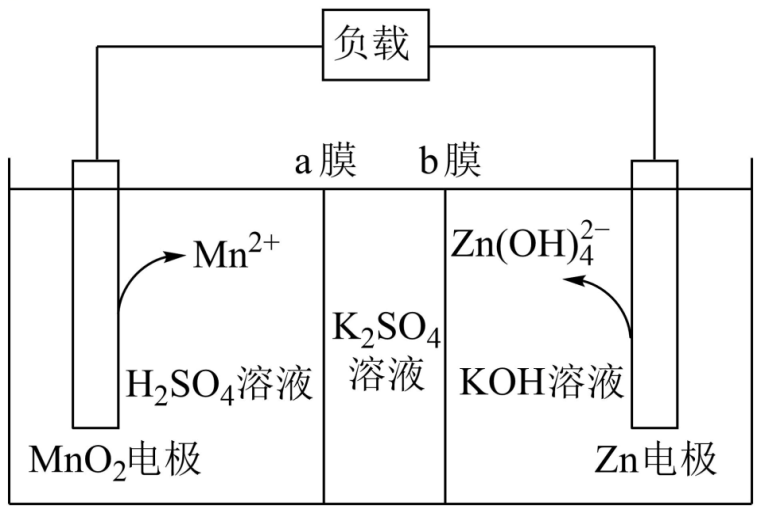 负载
a膜
b膜
Mn²⁺
Zn(OH)₄²⁻
K₂SO₄
溶液
H₂SO₄溶液
KOH溶液
MnO₂电极
Zn电极